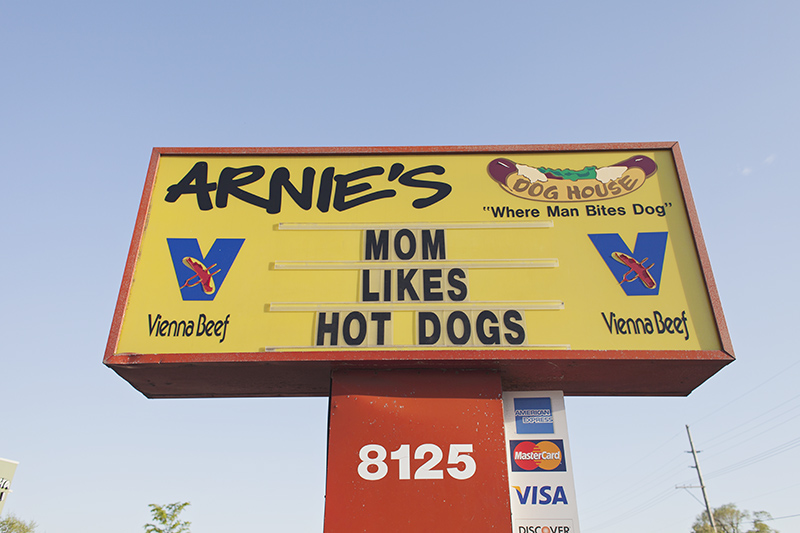 ARNIE'S
DOG HOUSE
"Where Man Bites Dog"
MOM
LIKES
HOT DOGS
Vienna Beef
Vienna Beef
8125
AMERICAN
EXPRESS
MasterCard
VISA
DISCOVER